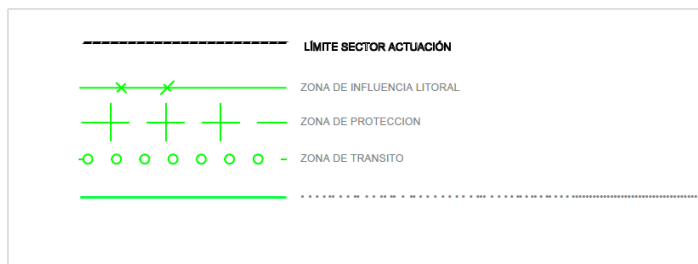 LÍMITE SECTOR ACTUACIÓN
ZONA DE INFLUENCIA LITORAL
ZONA DE PROTECCION
ZONA DE TRANSITO